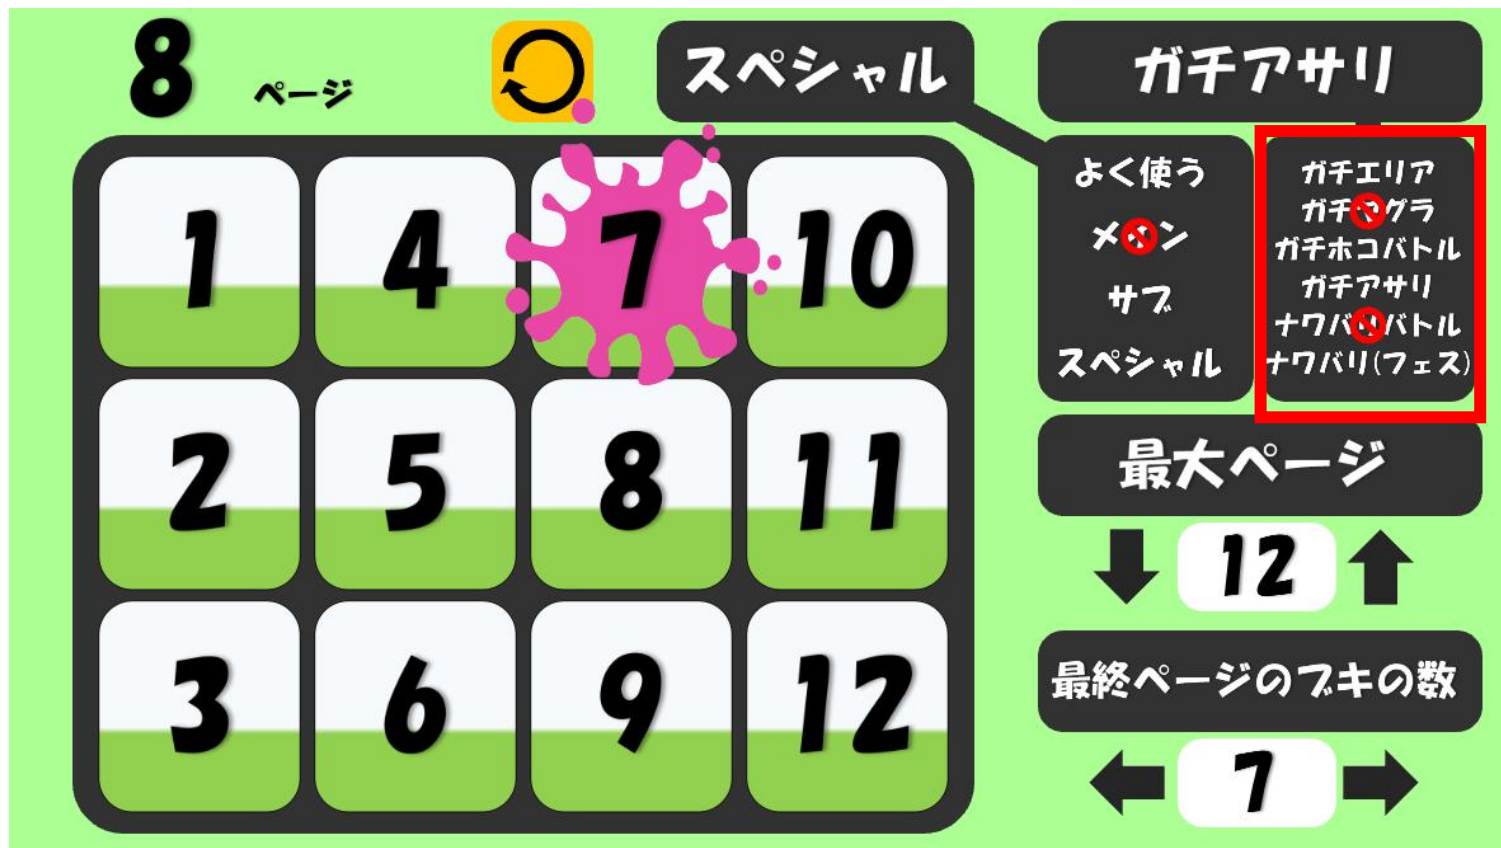 8 ページ
スペシャル
ガチアサリ
1 4 7 10
2 5 8 11
3 6 9 12
よく使う
サブ
スペシャル
ガチエリア
ガチホコバトル
ガチアサリ
ナワバリ(フェス)
最大ページ
12
最終ページのブキの数
7